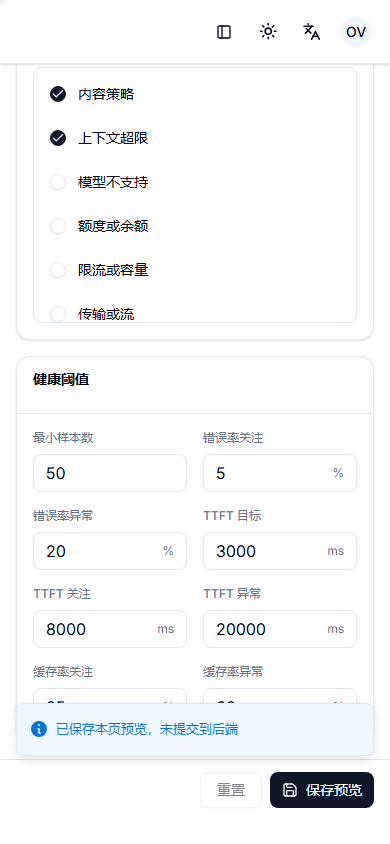 OV
内容策略
上下文超限
模型不支持
额度或余额
限流或容量
传输或流
健康阈值
最小样本数 错误率关注
50 5 %
错误率异常 TTFT 目标
20 % 3000 ms
TTFT 关注 TTFT 异常
8000 ms 20000 ms
缓存率关注 缓存率异常
已保存本页预览，未提交到后端
重置 保存预览